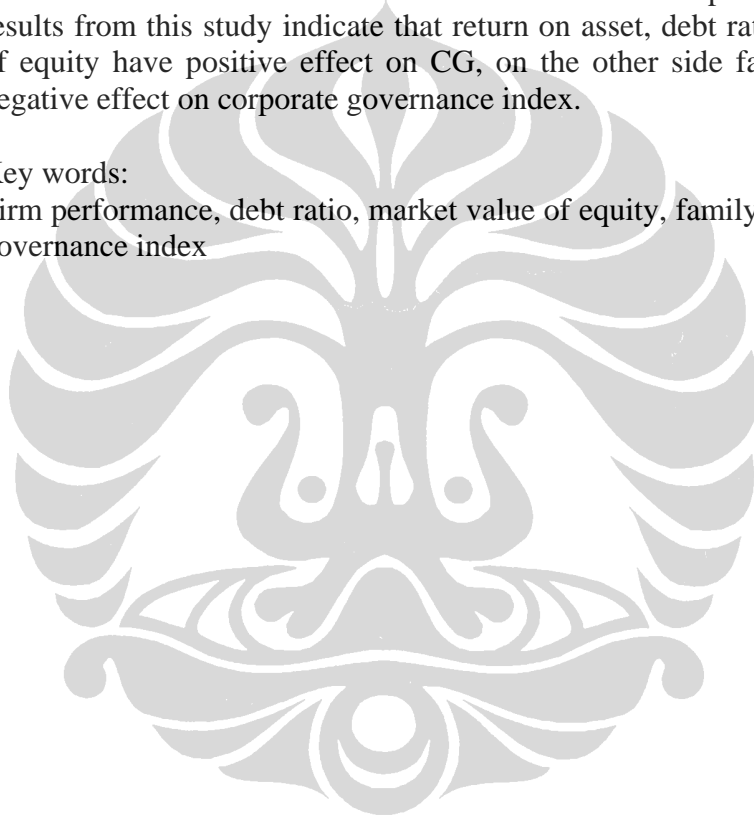 esults from this study indicate that return on asset, debt rat
f equity have positive effect on CG, on the other side fa
egative effect on corporate governance index.
Key words:
irm performance, debt ratio, market value of equity, family
overnance index